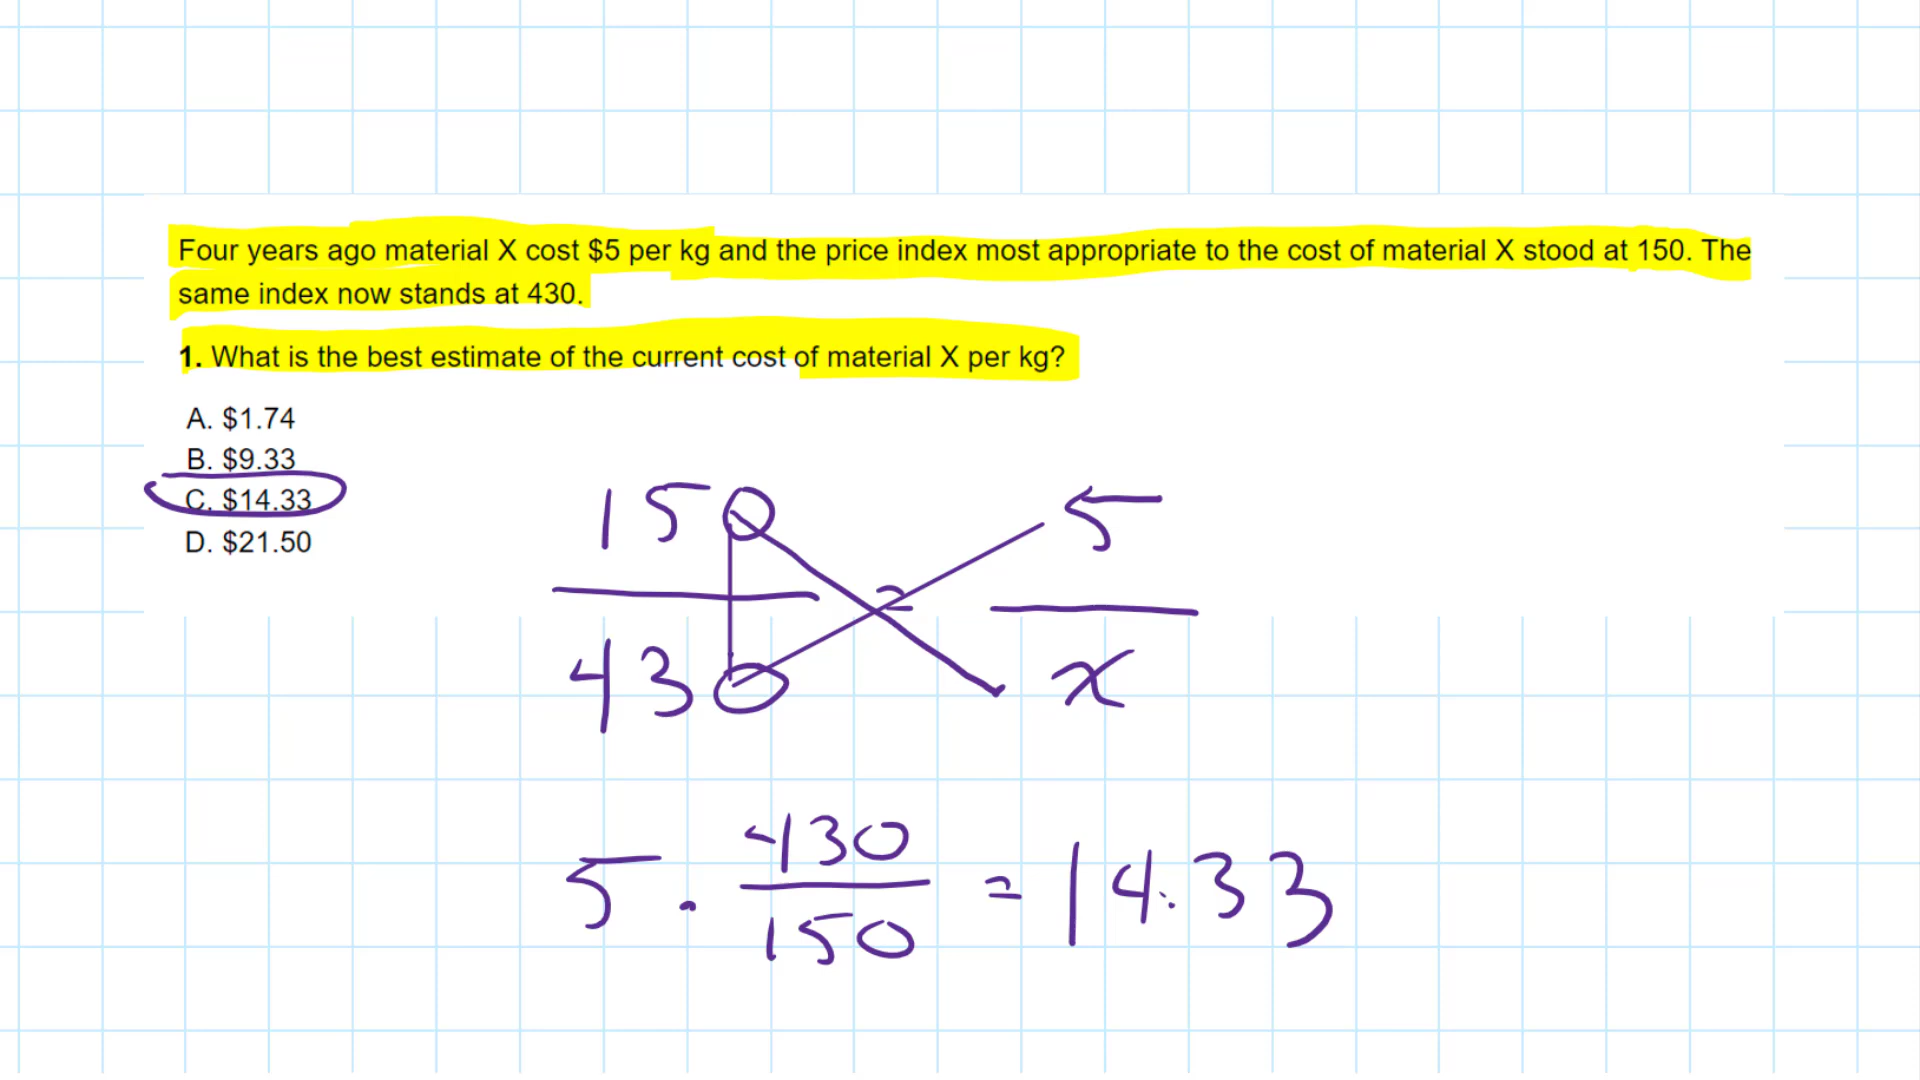 Four years ago material X cost $5 per kg and the price index most appropriate to the cost of material X stood at 150. The
same index now stands at 430.
1. What is the best estimate of the current cost of material X per kg?
A. $1.74
B. $9.33
C. $14.33
D. $21.50
150 = 5
430 x
5 . 430 = 14.33
150